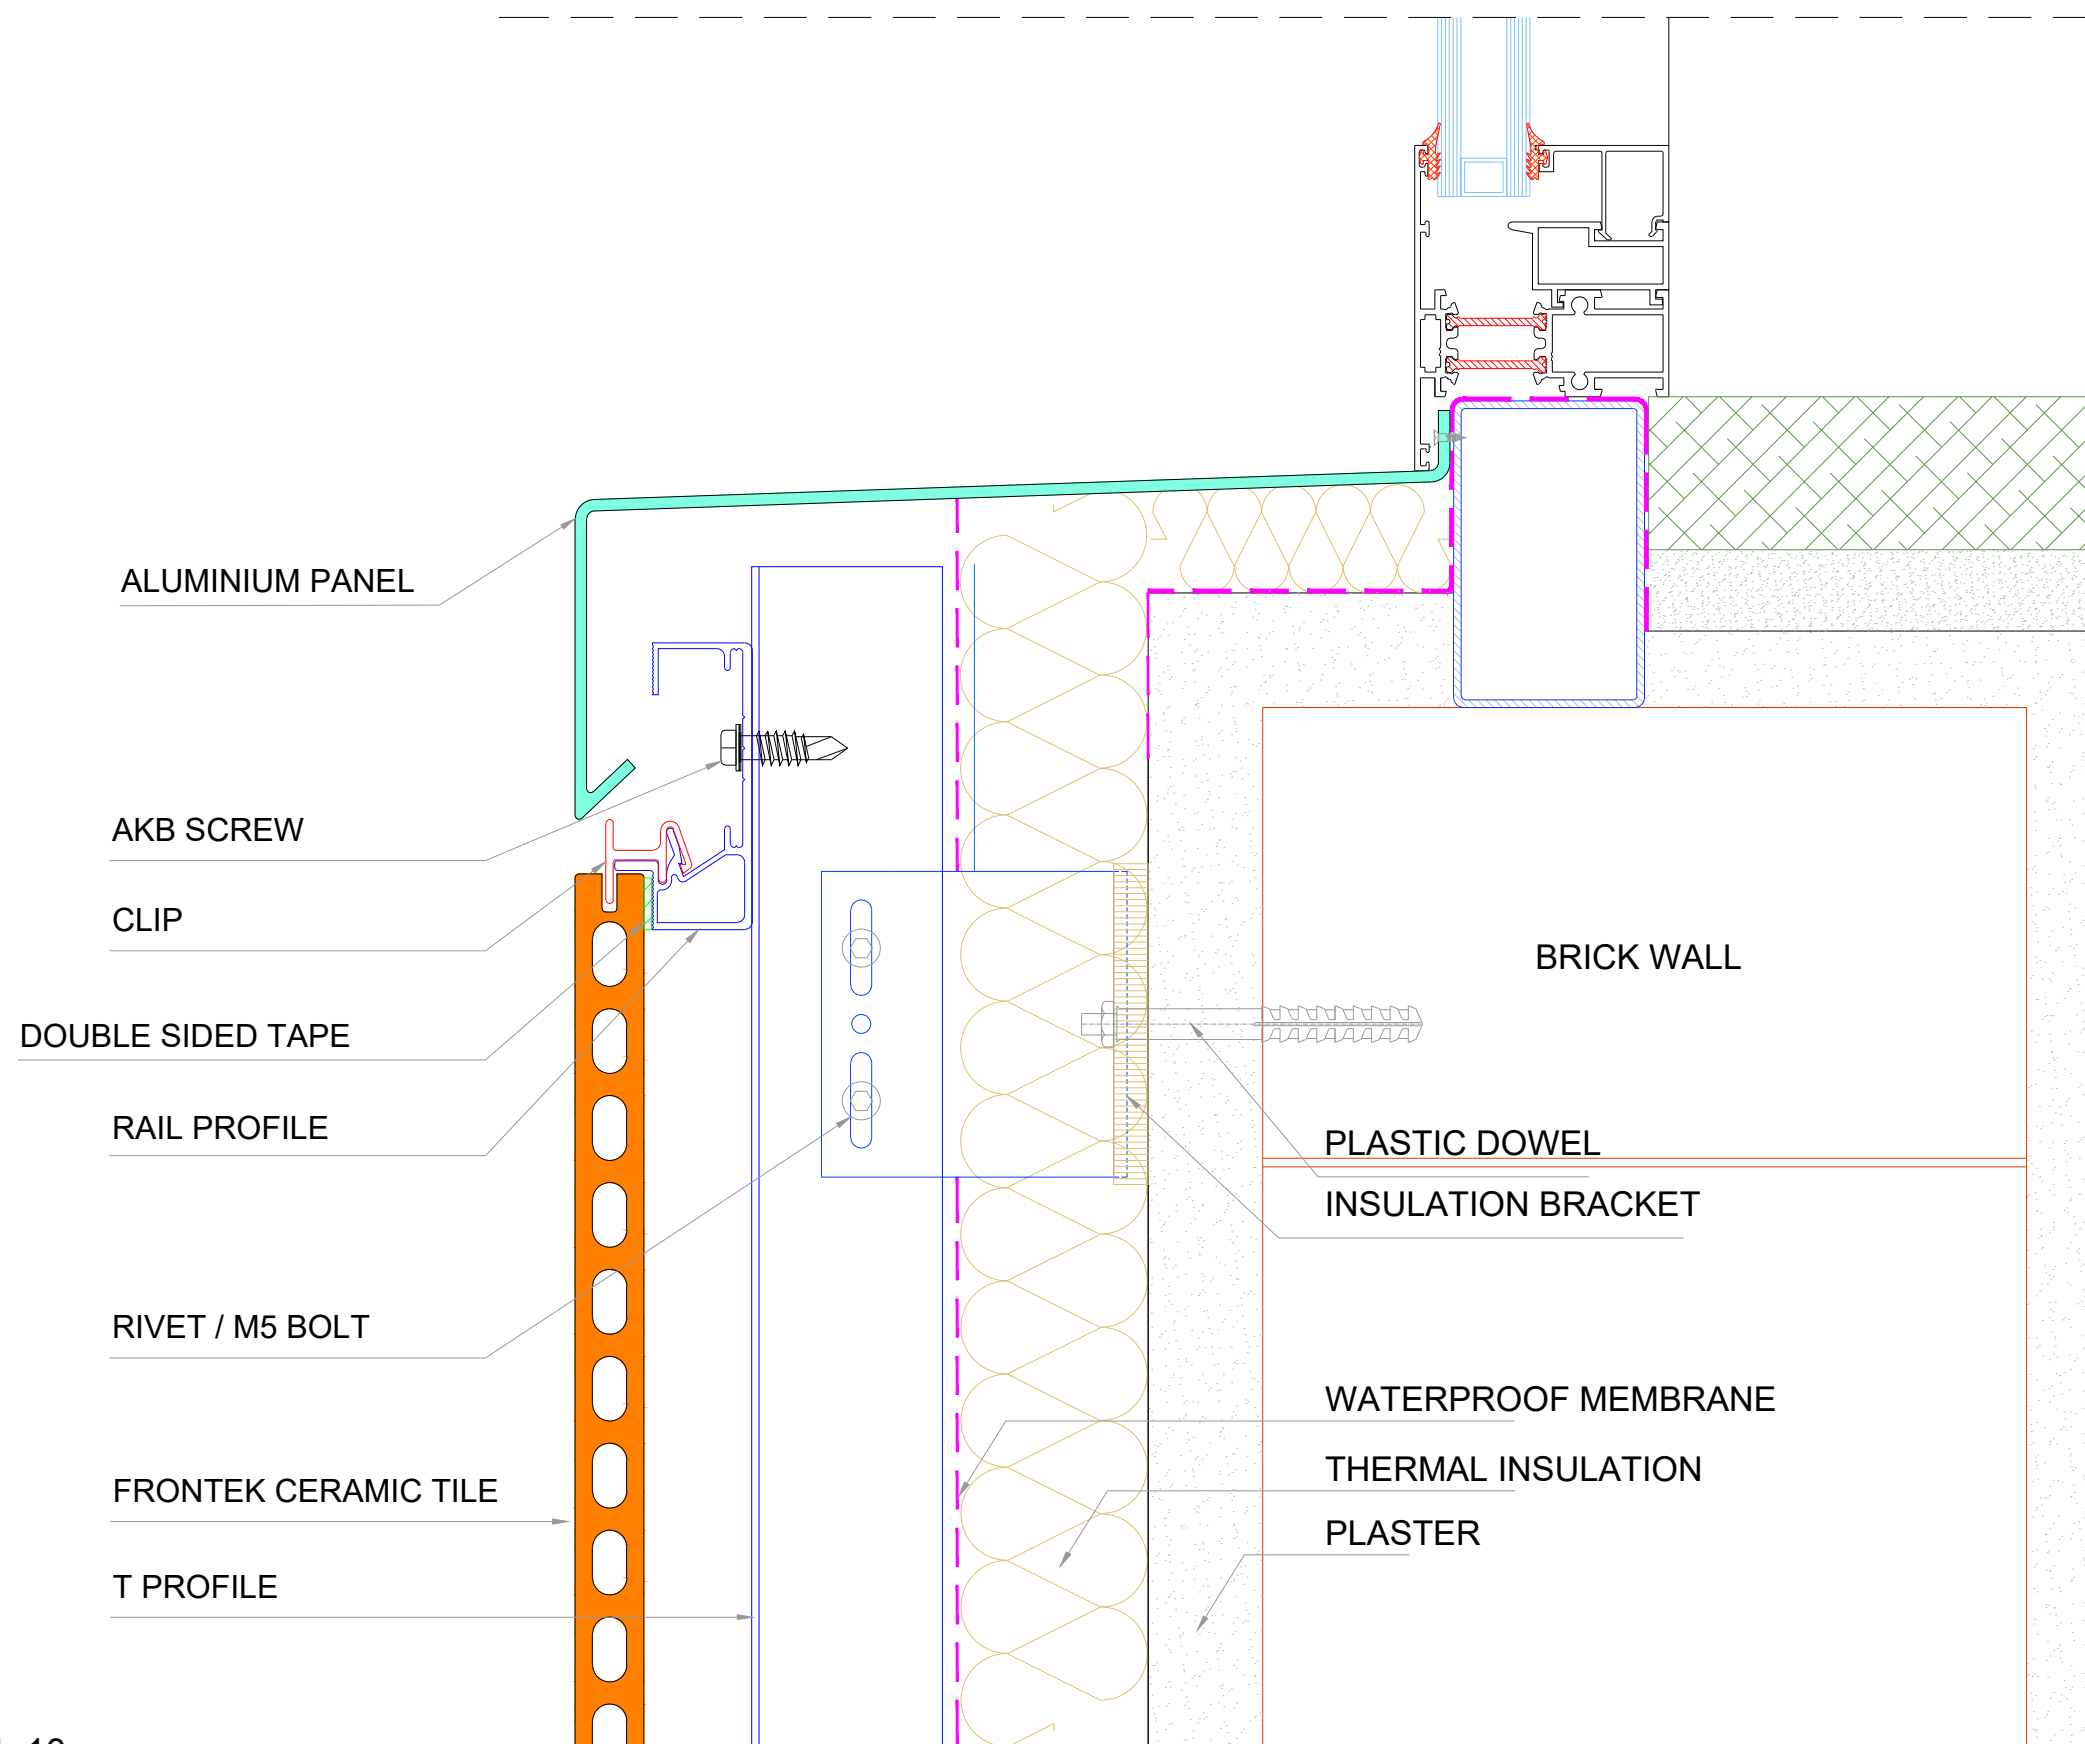 ALUMINIUM PANEL
AKB SCREW
CLIP
DOUBLE SIDED TAPE
RAIL PROFILE
RIVET / M5 BOLT
FRONTEK CERAMIC TILE
T PROFILE
BRICK WALL
PLASTIC DOWEL
INSULATION BRACKET
WATERPROOF MEMBRANE
THERMAL INSULATION
PLASTER